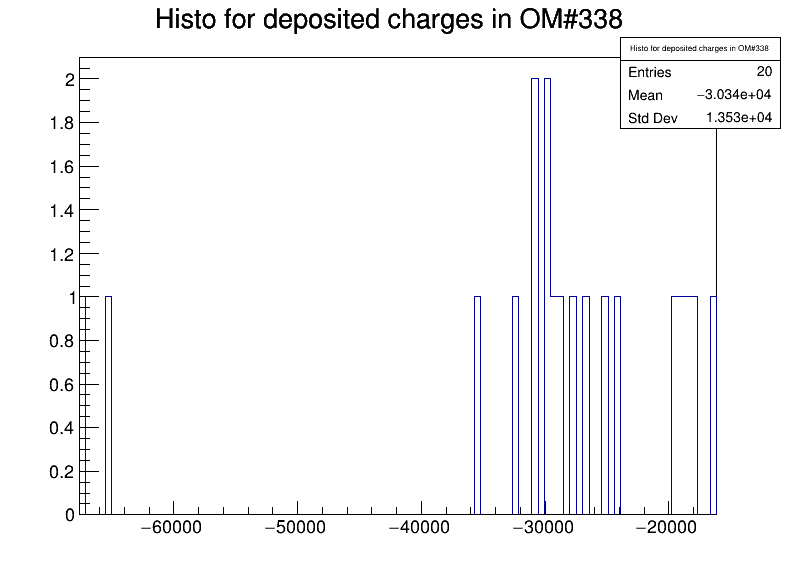 Histo for deposited charges in OM#338
Histo for deposited charges in OM#338
Entries 20
Mean −3.034e+04
Std Dev 1.353e+04
2
1.8
1.6
1.4
1.2
1
0.8
0.6
0.4
0.2
0
−60000 −50000 −40000 −30000 −20000